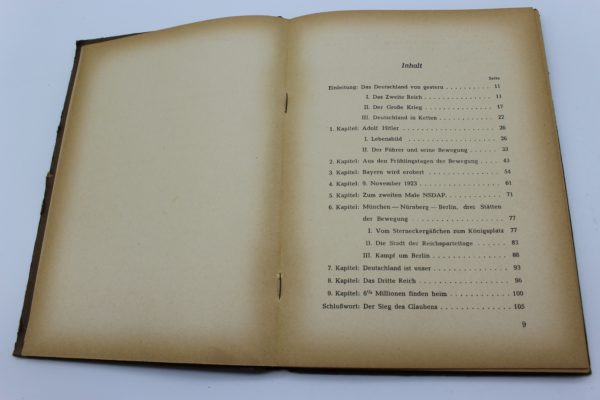 Inhalt
Seite
Einleitung: Das Deutschland von gestern . . . . . . . . . . 11
I. Das Zweite Reich . . . . . . . . . . . . . 11
II. Der Große Krieg . . . . . . . . . . . . . 17
III. Deutschland in Ketten . . . . . . . . . . . 22
1. Kapitel: Adolf Hitler . . . . . . . . . . . . . . . . . . 26
I. Lebensbild . . . . . . . . . . . . . . . . 26
II. Der Führer und seine Bewegung . . . . . . . 33
2. Kapitel: Aus den Frühlingstagen der Bewegung . . . . . 43
3. Kapitel: Bayern wird erobert . . . . . . . . . . . . . . 54
4. Kapitel: 9. November 1923 . . . . . . . . . . . . . . . 61
5. Kapitel: Zum zweiten Male NSDAP. . . . . . . . . . . . 71
6. Kapitel: München — Nürnberg — Berlin, drei Stätten
der Bewegung . . . . . . . . . . . . . . . . 77
I. Vom Sterneckergäßchen zum Königsplatz 77
II. Die Stadt der Reichsparteitage . . . . . . . 83
III. Kampf um Berlin . . . . . . . . . . . . . . 88
7. Kapitel: Deutschland ist unser . . . . . . . . . . . . . 93
8. Kapitel: Das Dritte Reich . . . . . . . . . . . . . . . . 96
9. Kapitel: 6½ Millionen finden heim . . . . . . . . . . . 100
Schlußwort: Der Sieg des Glaubens . . . . . . . . . . . . . 105
9